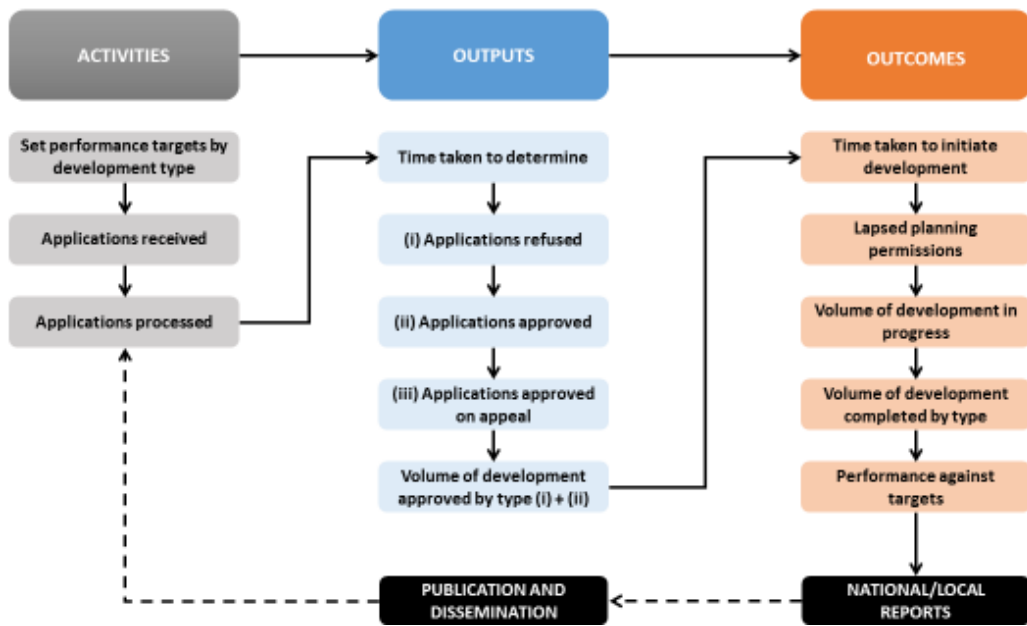 ACTIVITIES
OUTPUTS
OUTCOMES
Set performance targets by
development type
Applications received
Applications processed
Time taken to determine
(i) Applications refused
(ii) Applications approved
(iii) Applications approved
on appeal
Volume of development
approved by type (i) + (ii)
Time taken to initiate
development
Lapsed planning
permissions
Volume of development in
progress
Volume of development
completed by type
Performance against
targets
NATIONAL/LOCAL
REPORTS
PUBLICATION AND
DISSEMINATION